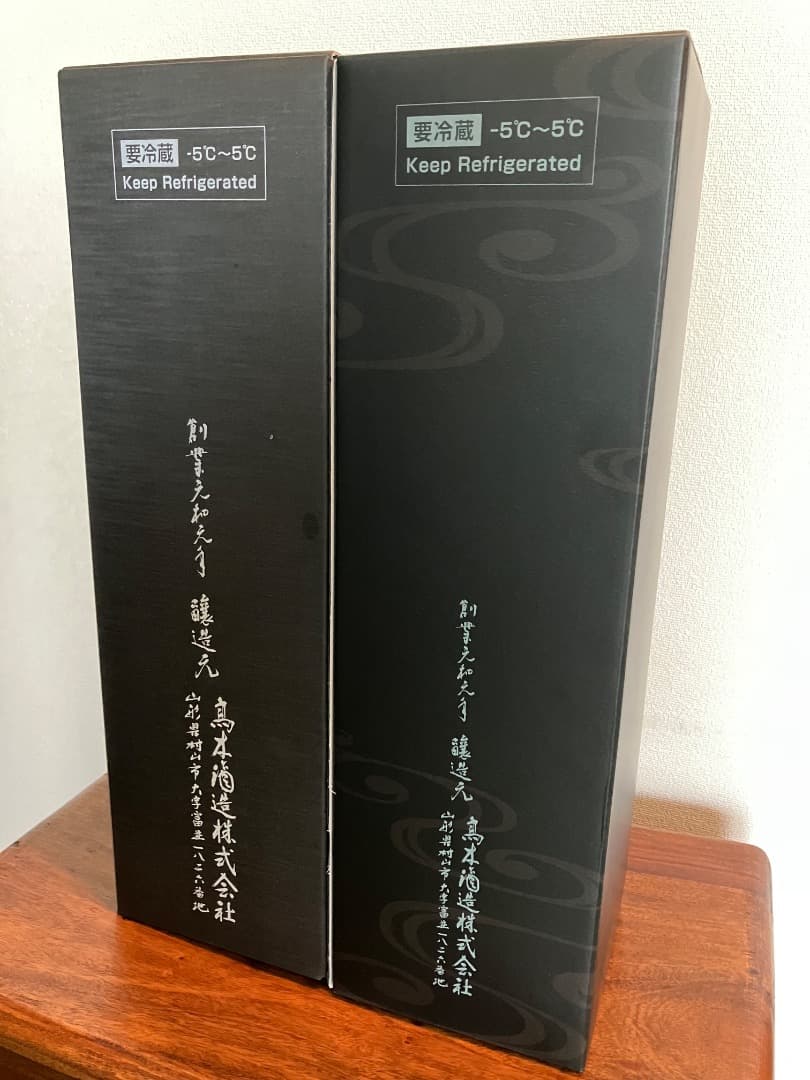 要冷蔵 -5℃～5℃
Keep Refrigerated
創業元和元年 醸造元
髙木酒造株式会社
山形県村山市大字富並一八二六番地
要冷蔵 -5℃～5℃
Keep Refrigerated
創業元和元年 醸造元
髙木酒造株式会社
山形県村山市大字富並一八二六番地